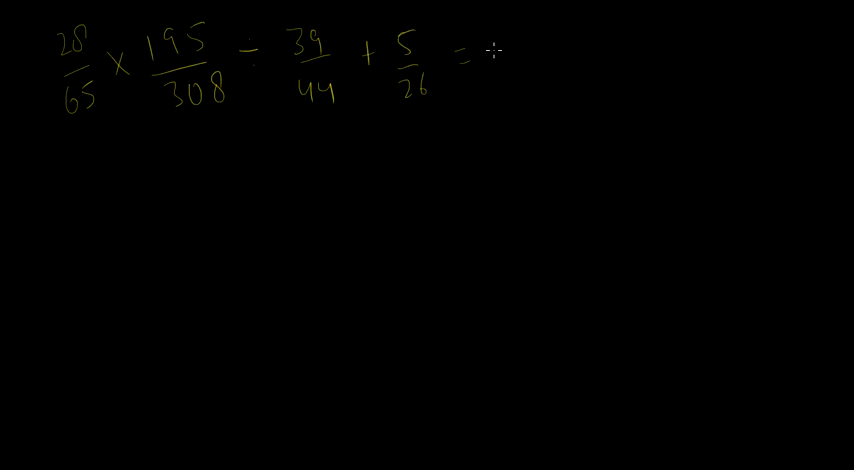 28/65 × 195/308 ÷ 39/44 + 5/26 =